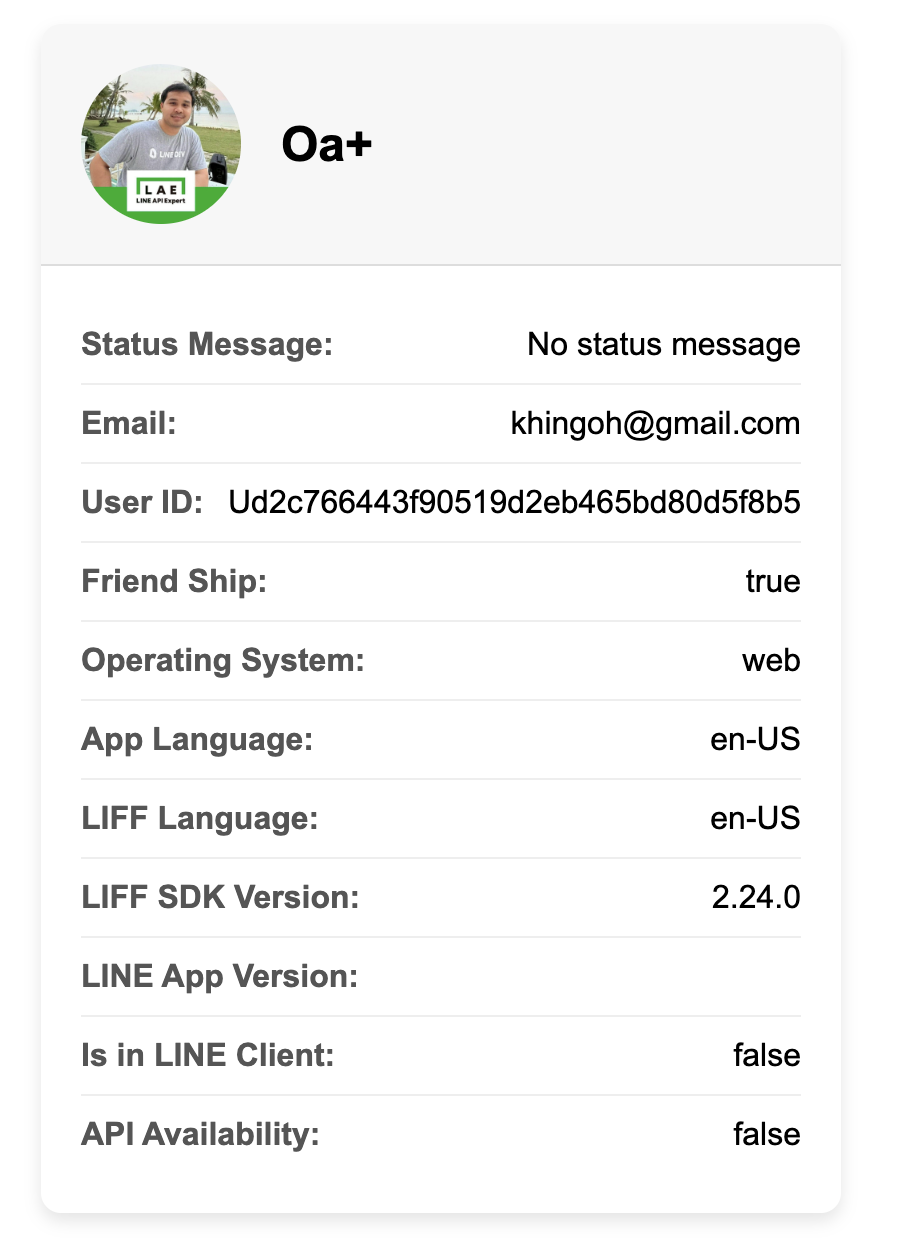 Oa+
LINE DEV
LAE
LINE API Expert
Status Message: No status message
Email: khingoh@gmail.com
User ID: Ud2c766443f90519d2eb465bd80d5f8b5
Friend Ship: true
Operating System: web
App Language: en-US
LIFF Language: en-US
LIFF SDK Version: 2.24.0
LINE App Version:
Is in LINE Client: false
API Availability: false